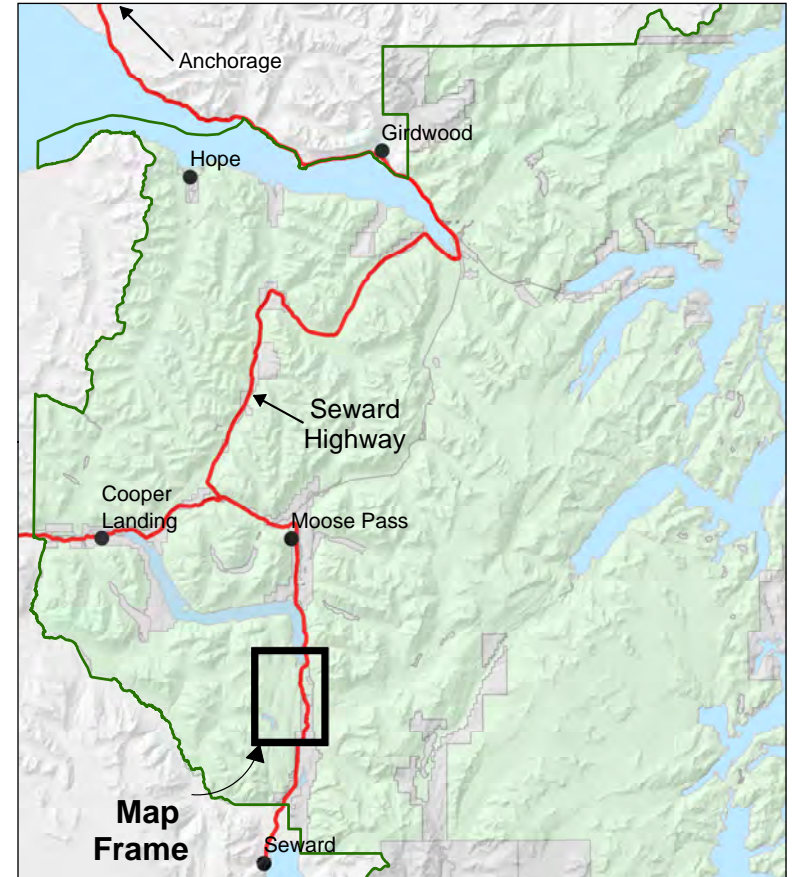 Anchorage
Girdwood
Hope
Seward
Highway
Cooper
Landing
Moose Pass
Map
Frame
Seward